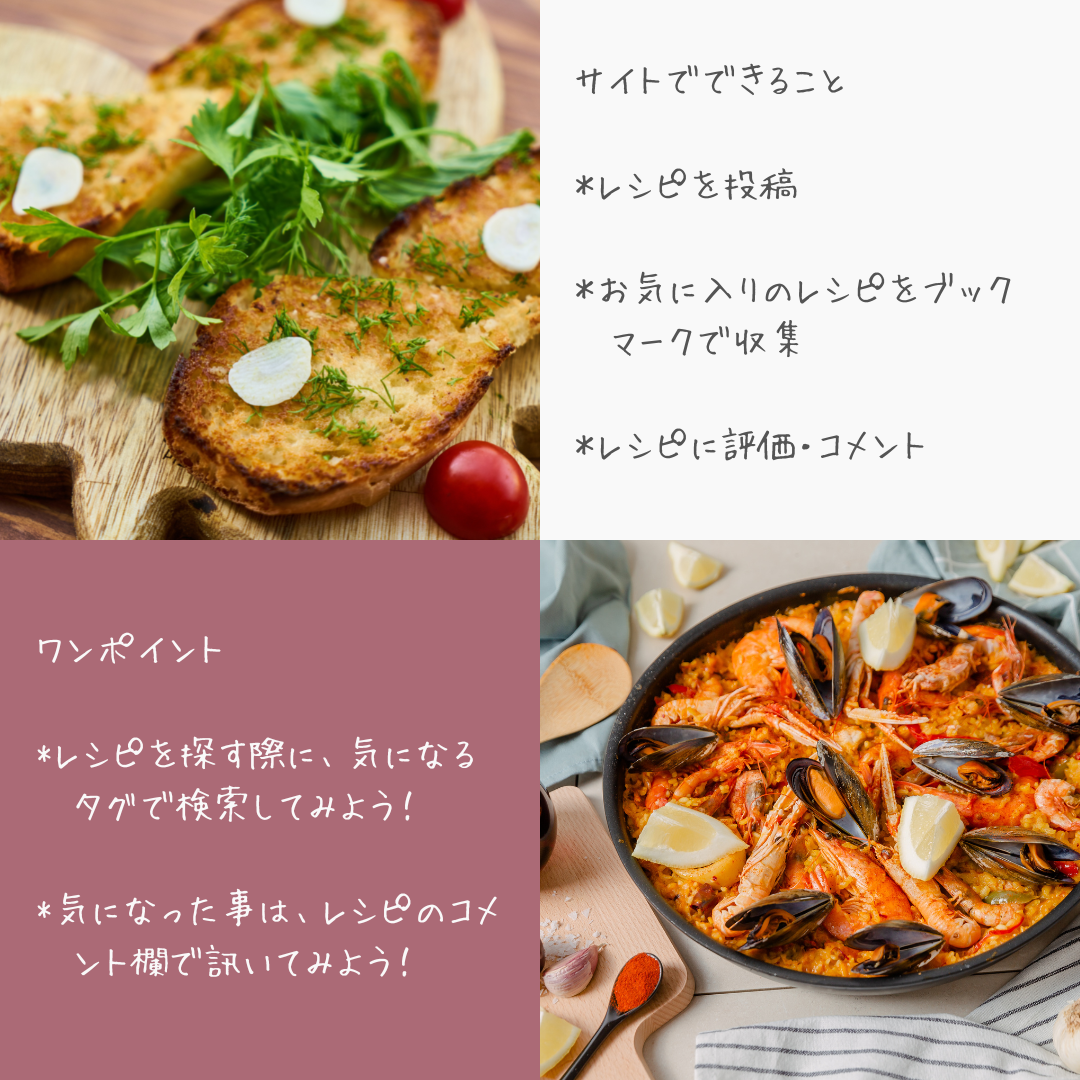 サイトでできること
*レシピを投稿
*お気に入りのレシピをブック
マークで収集
*レシピに評価・コメント
ワンポイント
*レシピを探す際に、気になる
タグで検索してみよう!
*気になった事は、レシピのコメ
ント欄で訊いてみよう!